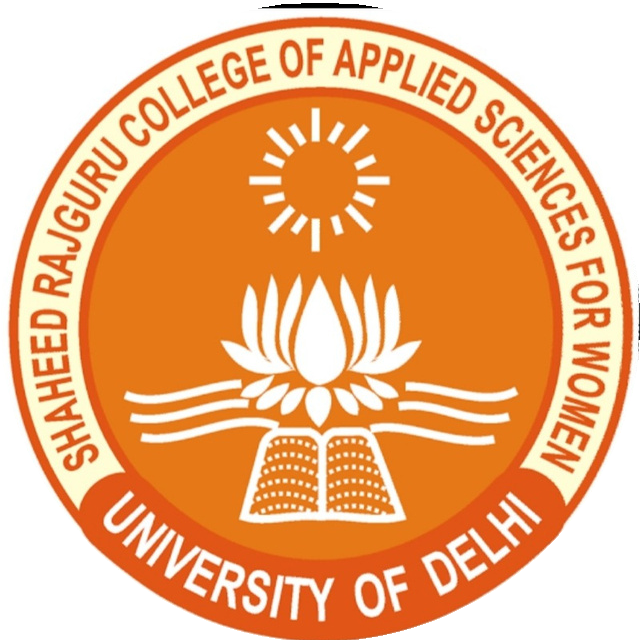 SHAHEED RAJGURU COLLEGE OF APPLIED SCIENCES FOR WOMEN
UNIVERSITY OF DELHI